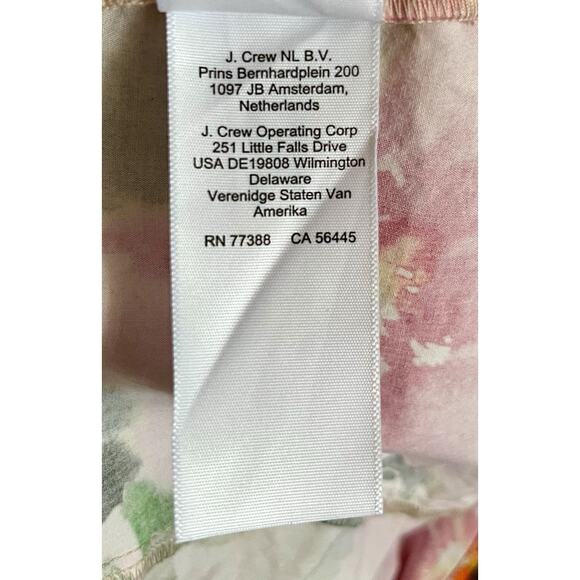 J. Crew NL B.V.
Prins Bernhardplein 200
1097 JB Amsterdam,
Netherlands
J. Crew Operating Corp
251 Little Falls Drive
USA DE19808 Wilmington
Delaware
Verenidge Staten Van
Amerika
RN 77388 CA 56445